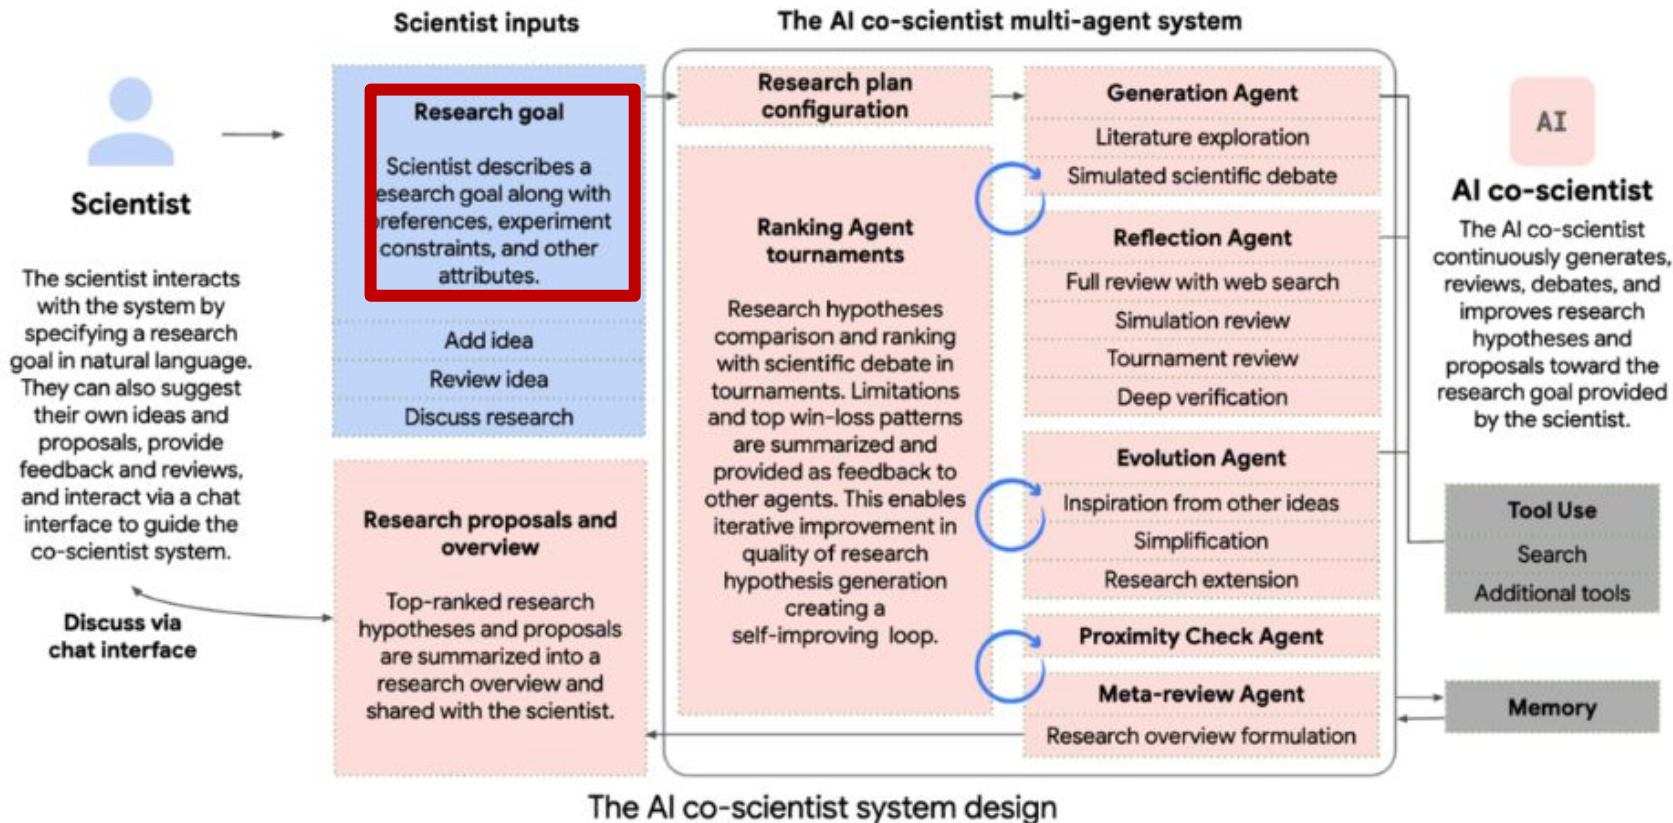 Scientist inputs
The AI co-scientist multi-agent system
Scientist
The scientist interacts
with the system by
specifying a research
goal in natural language.
They can also suggest
their own ideas and
proposals, provide
feedback and reviews,
and interact via a chat
interface to guide the
co-scientist system.
Discuss via
chat interface
Research goal
Scientist describes a
esearch goal along with
references, experiment
constraints, and other
attributes.
Add idea
Review idea
Discuss research
Research proposals and
overview
Top-ranked research
hypotheses and proposals
are summarized into a
research overview and
shared with the scientist.
Research plan
configuration
Ranking Agent
tournaments
Research hypotheses
comparison and ranking
with scientific debate in
tournaments. Limitations
and top win-loss patterns
are summarized and
provided as feedback to
other agents. This enables
iterative improvement in
quality of research
hypothesis generation
creating a
self-improving loop.
Generation Agent
Literature exploration
Simulated scientific debate
Reflection Agent
Full review with web search
Simulation review
Tournament review
Deep verification
Evolution Agent
Inspiration from other ideas
Simplification
Research extension
Proximity Check Agent
Meta-review Agent
Research overview formulation
AI
AI co-scientist
The AI co-scientist
continuously generates,
reviews, debates, and
improves research
hypotheses and
proposals toward the
research goal provided
by the scientist.
Tool Use
Search
Additional tools
Memory
The AI co-scientist system design